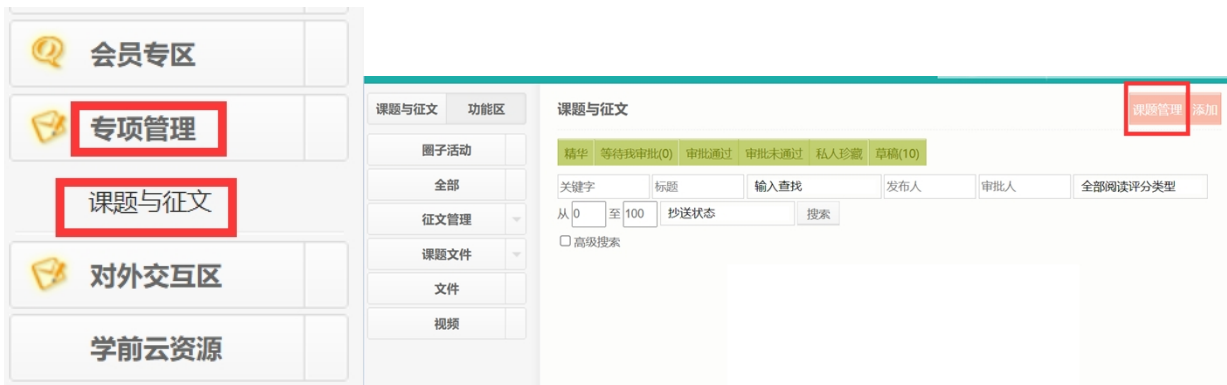 会员专区
专项管理
课题与征文
对外交互区
学前云资源
课题与征文 功能区
圈子活动
全部
征文管理
课题文件
文件
视频
课题与征文 课题管理 添加
精华 等待我审批(0) 审批通过 审批未通过 私人珍藏 草稿(10)
关键字 标题 输入查找 发布人 审批人 全部阅读评分类型
从 0 至 100 抄送状态 搜索
高级搜索